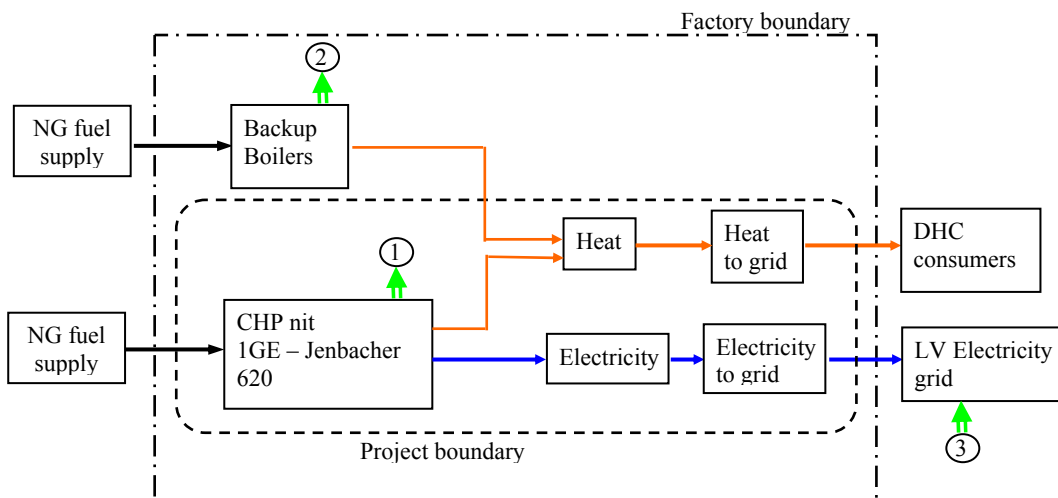 Factory boundary
2
NG fuel
supply
Backup
Boilers
Heat
Heat
to grid
DHC
consumers
1
NG fuel
supply
CHP nit
1GE – Jenbacher
620
Electricity
Electricity
to grid
LV Electricity
grid
Project boundary
3